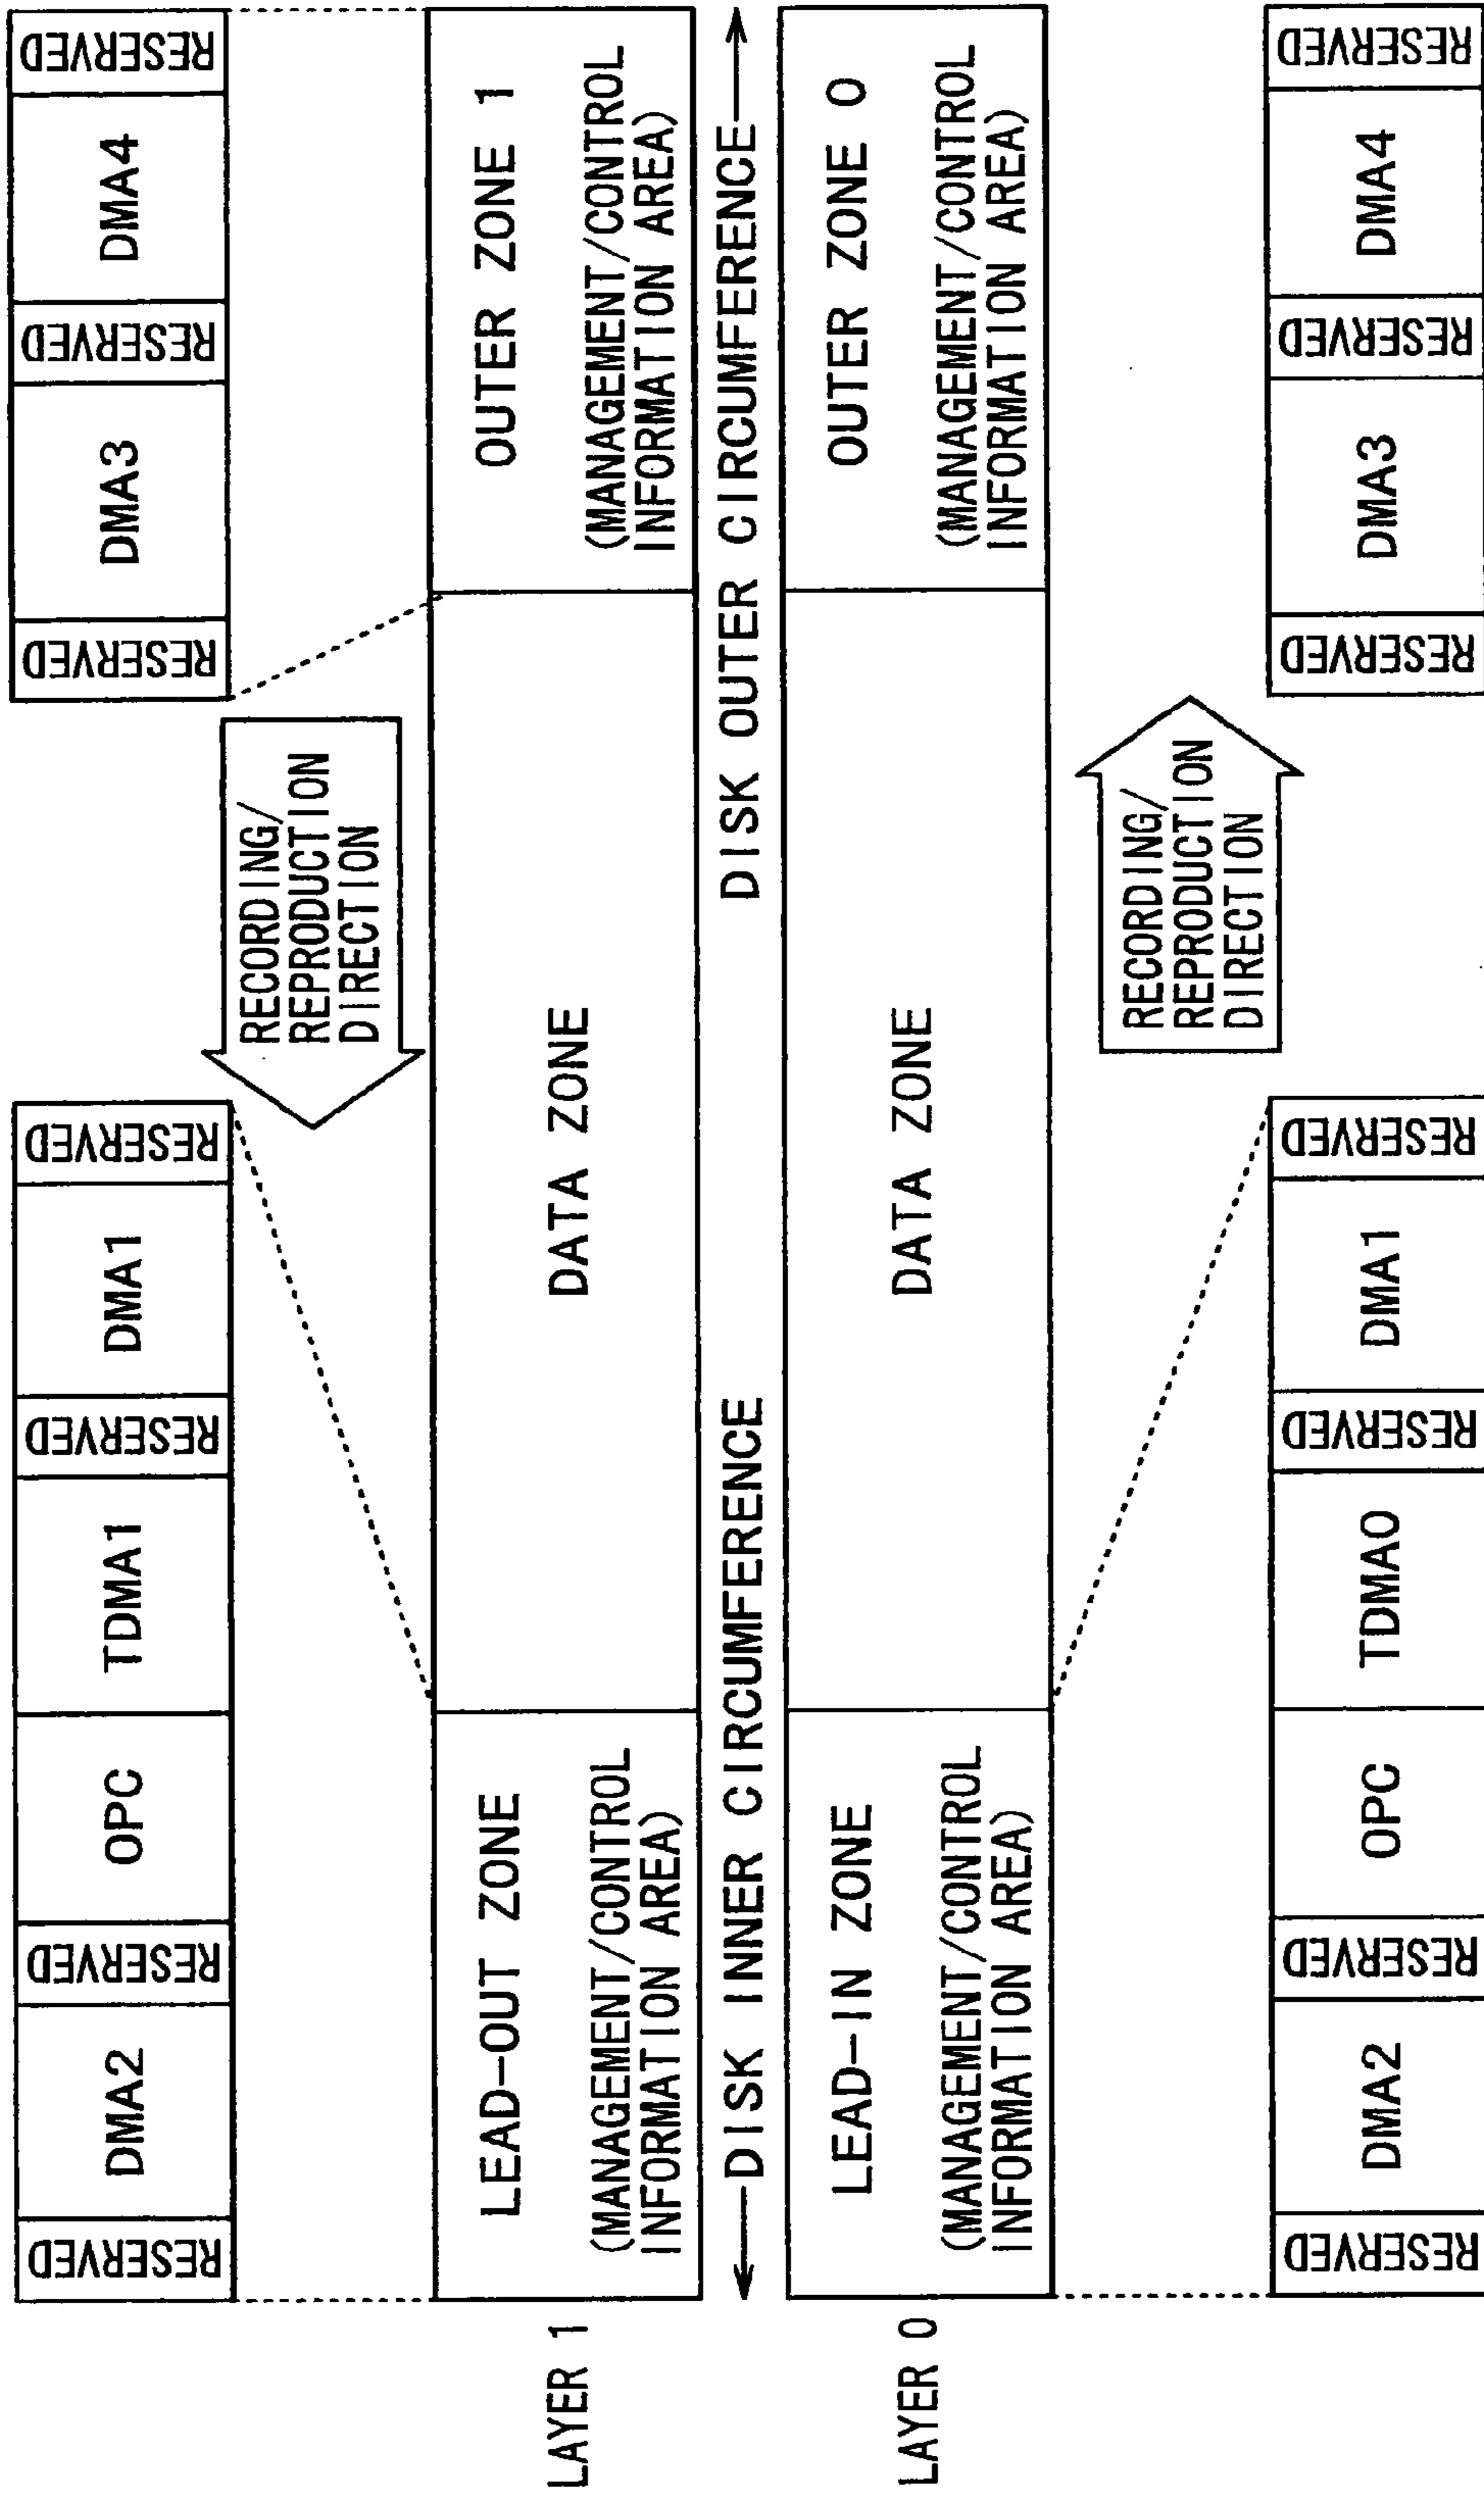 RESERVED
DMA2
RESERVED
OPC
TDMA1
RESERVED
DMA1
RESERVED
RESERVED
DMA3
RESERVED
DMA4
RESERVED
RECORDING/
REPRODUCTION
DIRECTION
LAYER 1
LEAD-OUT ZONE
(MANAGEMENT/CONTROL
INFORMATION AREA)
DATA ZONE
OUTER ZONE 1
(MANAGEMENT/CONTROL
INFORMATION AREA)
DISK INNER CIRCUMFERENCE
DISK OUTER CIRCUMFERENCE
LAYER 0
LEAD-IN ZONE
(MANAGEMENT/CONTROL
INFORMATION AREA)
DATA ZONE
OUTER ZONE 0
(MANAGEMENT/CONTROL
INFORMATION AREA)
RECORDING/
REPRODUCTION
DIRECTION
RESERVED
DMA2
RESERVED
OPC
TDMA0
RESERVED
DMA1
RESERVED
RESERVED
DMA3
RESERVED
DMA4
RESERVED